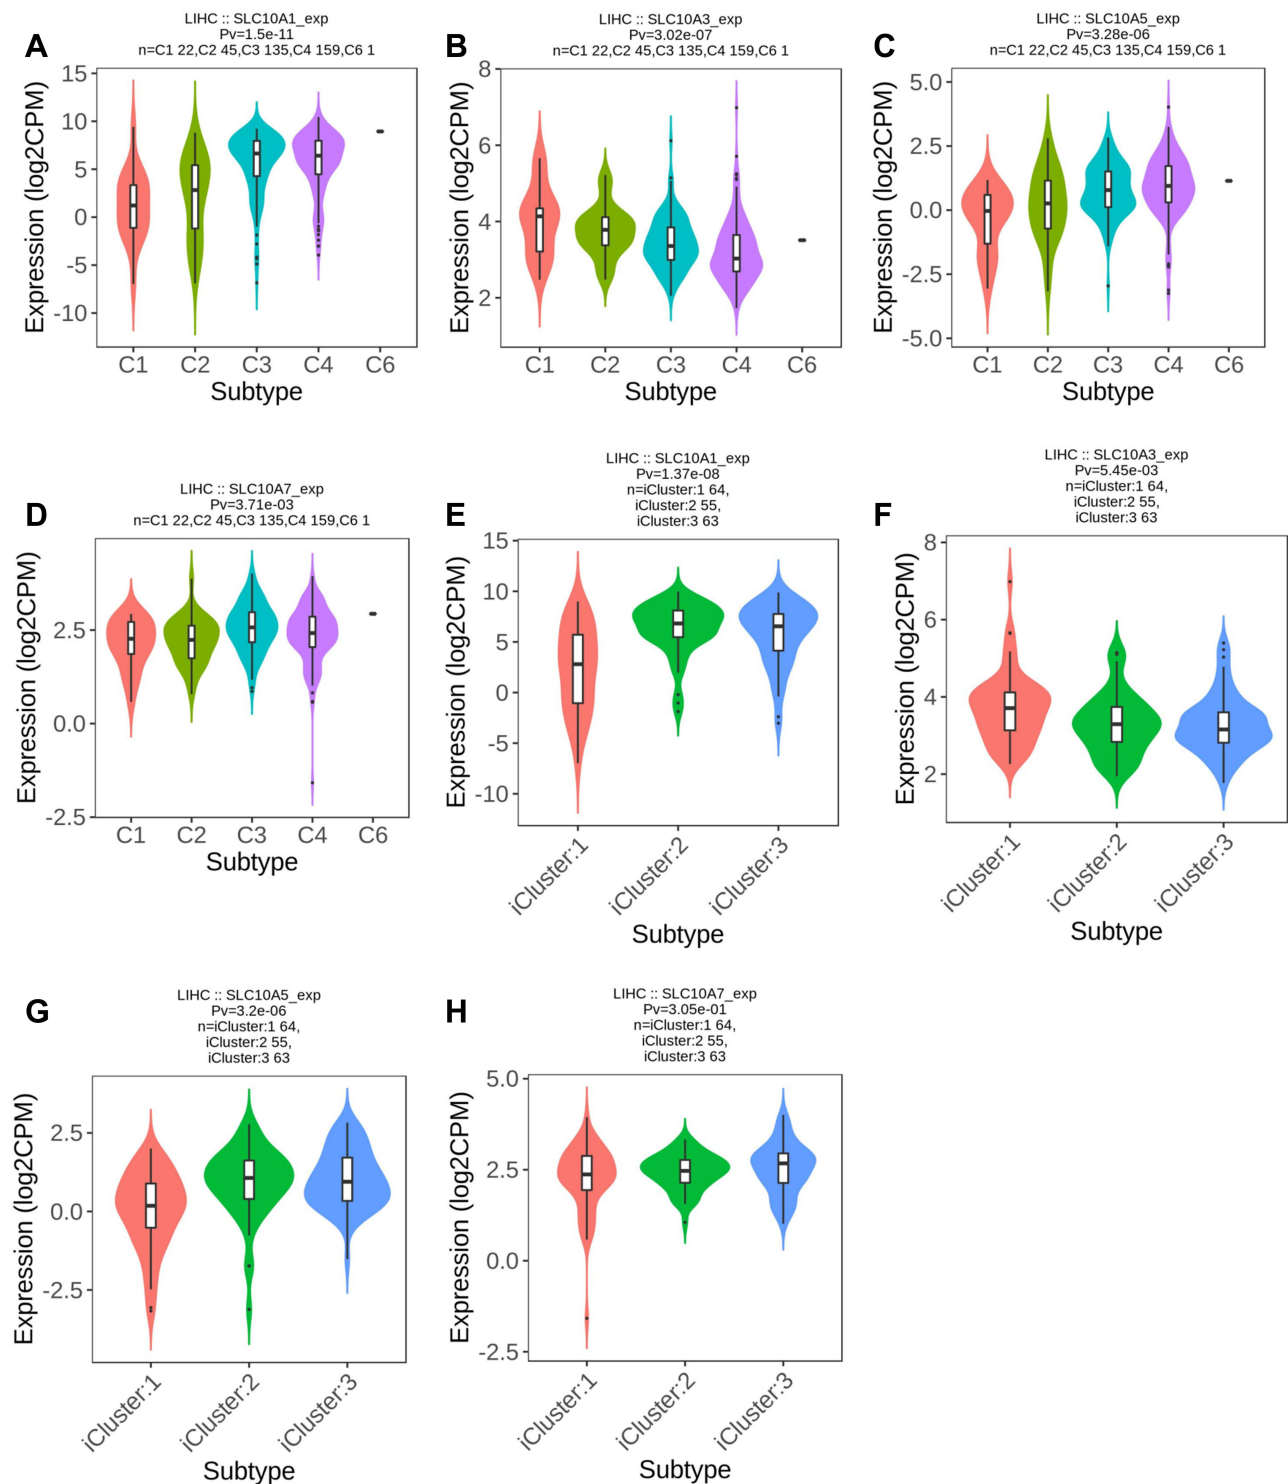 A
LIHC :: SLC10A1_exp
Pv=1.5e-11
n=C1 22,C2 45,C3 135,C4 159,C6 1
Expression (log2CPM)
15
10
5
0
-5
-10
C1 C2 C3 C4 C6
Subtype
B
LIHC :: SLC10A3_exp
Pv=3.02e-07
n=C1 22,C2 45,C3 135,C4 159,C6 1
Expression (log2CPM)
8
6
4
2
C1 C2 C3 C4 C6
Subtype
C
LIHC :: SLC10A5_exp
Pv=3.28e-06
n=C1 22,C2 45,C3 135,C4 159,C6 1
Expression (log2CPM)
5.0
2.5
0.0
-2.5
-5.0
C1 C2 C3 C4 C6
Subtype
D
LIHC :: SLC10A7_exp
Pv=3.71e-03
n=C1 22,C2 45,C3 135,C4 159,C6 1
Expression (log2CPM)
2.5
0.0
-2.5
C1 C2 C3 C4 C6
Subtype
E
LIHC :: SLC10A1_exp
Pv=1.37e-08
n=iCluster:1 64,
iCluster:2 55,
iCluster:3 63
Expression (log2CPM)
15
10
5
0
-5
-10
iCluster:1 iCluster:2 iCluster:3
Subtype
F
LIHC :: SLC10A3_exp
Pv=5.45e-03
n=iCluster:1 64,
iCluster:2 55,
iCluster:3 63
Expression (log2CPM)
8
6
4
2
iCluster:1 iCluster:2 iCluster:3
Subtype
G
LIHC :: SLC10A5_exp
Pv=3.2e-06
n=iCluster:1 64,
iCluster:2 55,
iCluster:3 63
Expression (log2CPM)
2.5
0.0
-2.5
iCluster:1 iCluster:2 iCluster:3
Subtype
H
LIHC :: SLC10A7_exp
Pv=3.05e-01
n=iCluster:1 64,
iCluster:2 55,
iCluster:3 63
Expression (log2CPM)
5.0
2.5
0.0
-2.5
iCluster:1 iCluster:2 iCluster:3
Subtype